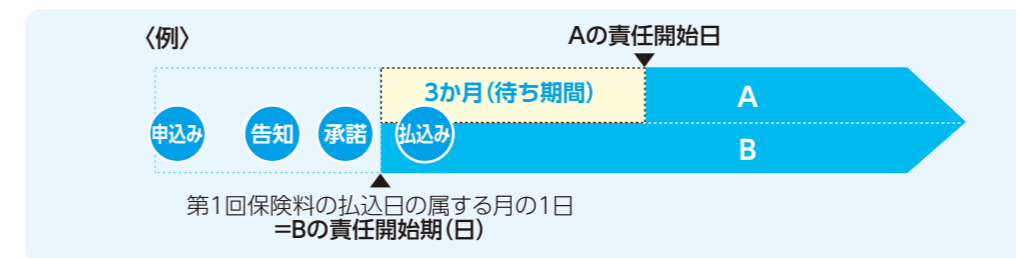 〈例〉
Aの責任開始日
3か月(待ち期間)
A
申込み
告知
承諾
払込み
B
第1回保険料の払込日の属する月の1日
=Bの責任開始期(日)